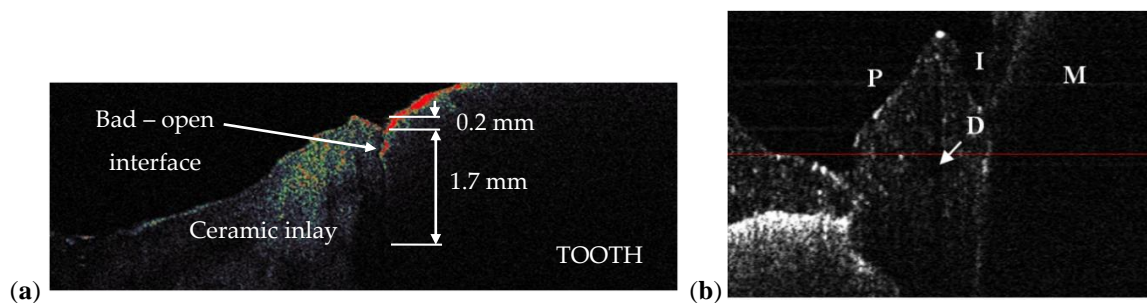 Bad – open
interface
0.2 mm
1.7 mm
Ceramic inlay
TOOTH
(a)
P
I
M
D
(b)